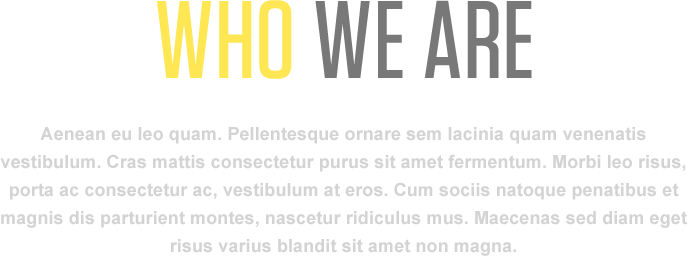 WHO WE ARE
Aenean eu leo quam. Pellentesque ornare sem lacinia quam venenatis
vestibulum. Cras mattis consectetur purus sit amet fermentum. Morbi leo risus,
porta ac consectetur ac, vestibulum at eros. Cum sociis natoque penatibus et
magnis dis parturient montes, nascetur ridiculus mus. Maecenas sed diam eget
risus varius blandit sit amet non magna.